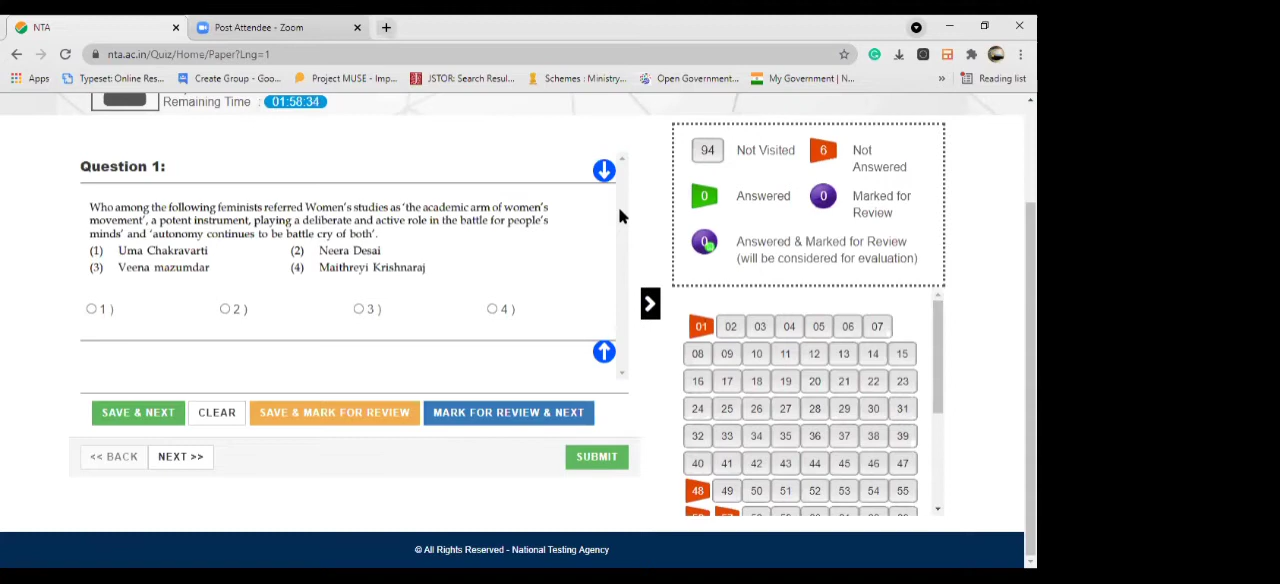 NTA
Post Attendee - Zoom
nta.ac.in/Quiz/Home/Paper?Lng=1
Apps Typeset: Online Res... Create Group - Goo... Project MUSE - Imp... JSTOR: Search Resul... Schemes : Ministry... Open Government... My Government | N... » Reading list
Remaining Time : 01:58:34
Question 1:
Who among the following feminists referred Women's studies as 'the academic arm of women's
movement', a potent instrument, playing a deliberate and active role in the battle for people's
minds' and 'autonomy continues to be battle cry of both'.
(1) Uma Chakravarti (2) Neera Desai
(3) Veena mazumdar (4) Maithreyi Krishnaraj
1 ) 2 ) 3 ) 4 )
SAVE & NEXT CLEAR SAVE & MARK FOR REVIEW MARK FOR REVIEW & NEXT
<< BACK NEXT >> SUBMIT
94 Not Visited 6 Not
Answered
0 Answered 0 Marked for
Review
0 Answered & Marked for Review
(will be considered for evaluation)
01 02 03 04 05 06 07
08 09 10 11 12 13 14 15
16 17 18 19 20 21 22 23
24 25 26 27 28 29 30 31
32 33 34 35 36 37 38 39
40 41 42 43 44 45 46 47
48 49 50 51 52 53 54 55
© All Rights Reserved - National Testing Agency